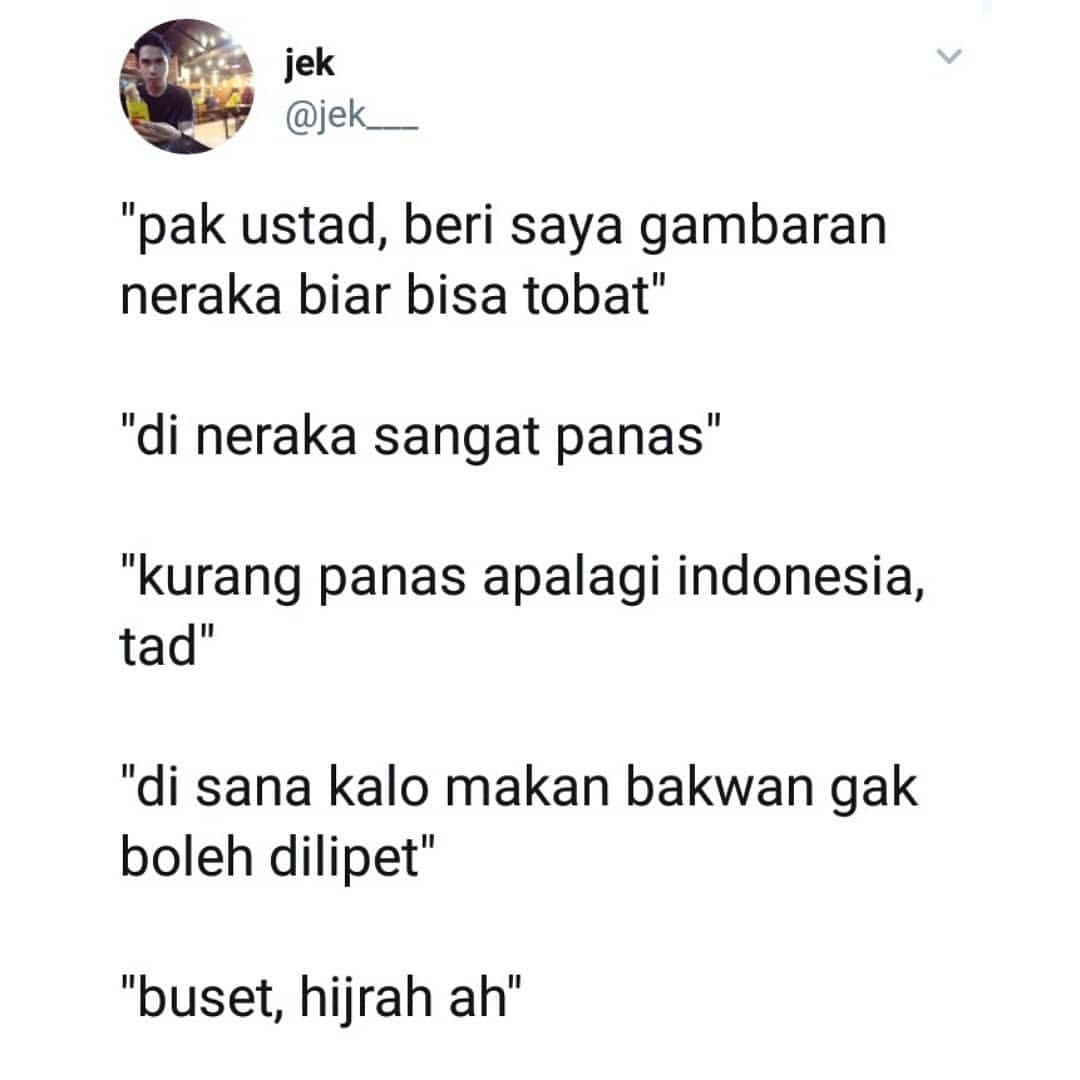 jek
@jek___
"pak ustad, beri saya gambaran
neraka biar bisa tobat"
"di neraka sangat panas"
"kurang panas apalagi indonesia,
tad"
"di sana kalo makan bakwan gak
boleh dilipet"
"buset, hijrah ah"